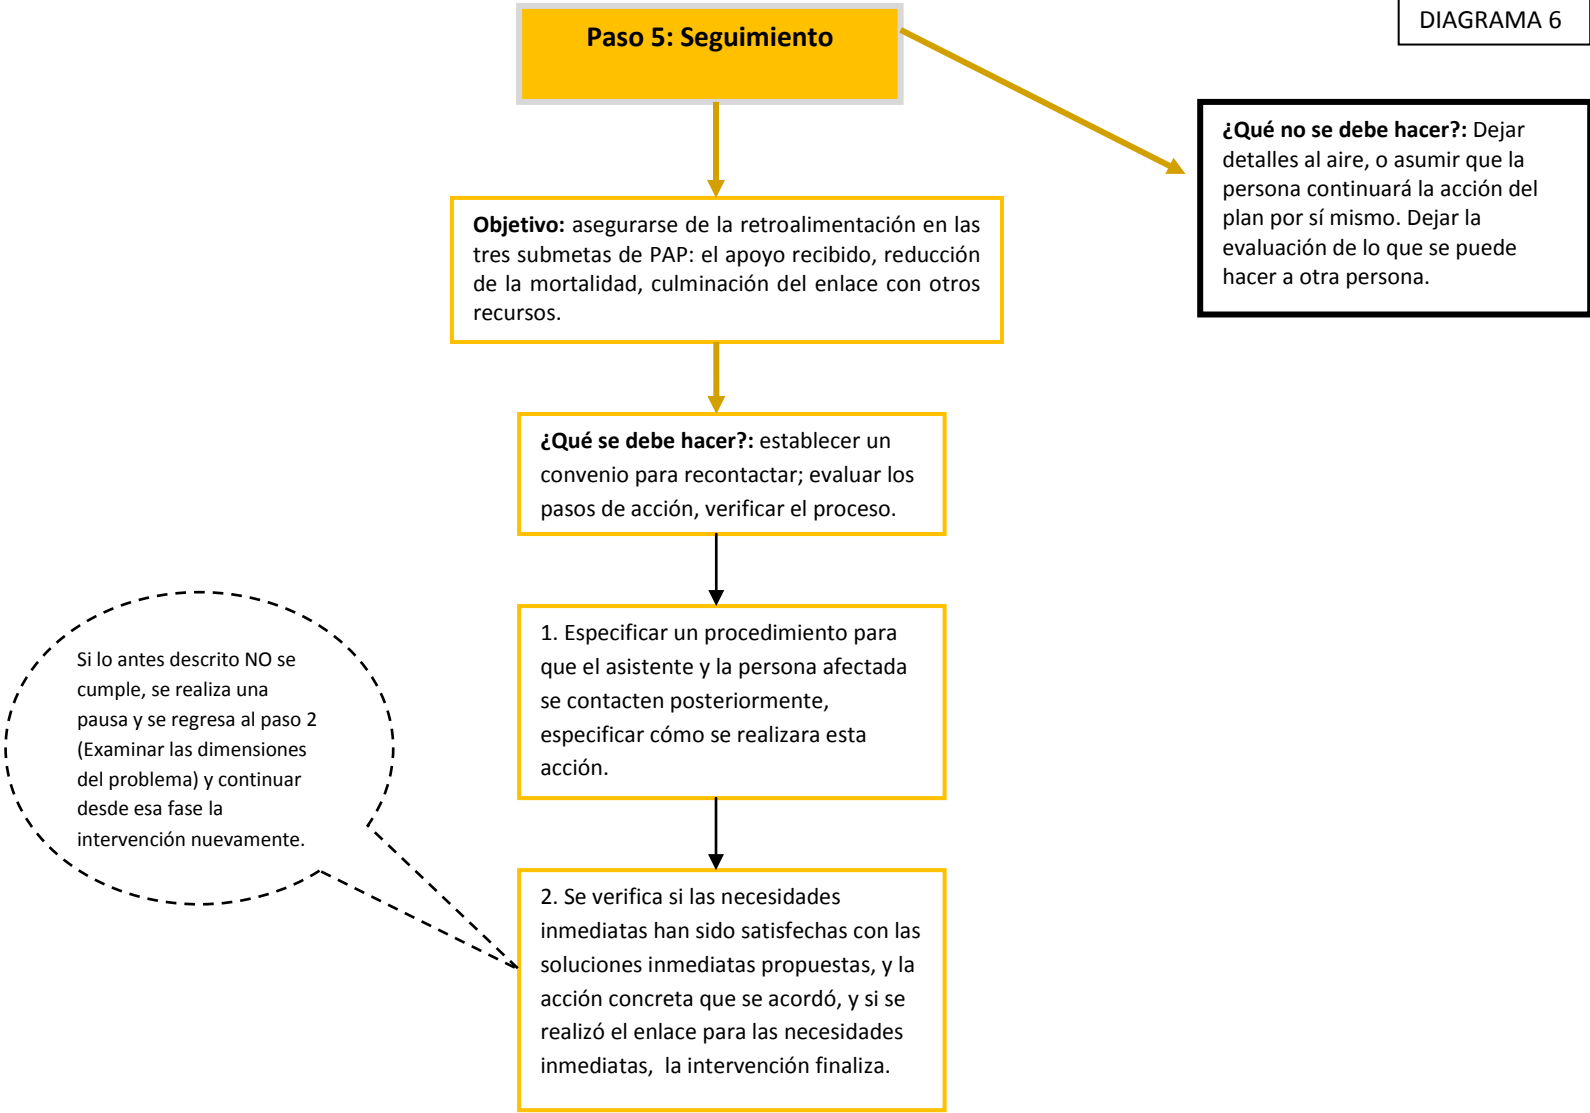 DIAGRAMA 6
Paso 5: Seguimiento
¿Qué no se debe hacer?: Dejar
detalles al aire, o asumir que la
persona continuará la acción del
plan por sí mismo. Dejar la
evaluación de lo que se puede
hacer a otra persona.
Objetivo: asegurarse de la retroalimentación en las
tres submetas de PAP: el apoyo recibido, reducción
de la mortalidad, culminación del enlace con otros
recursos.
¿Qué se debe hacer?: establecer un
convenio para recontactar; evaluar los
pasos de acción, verificar el proceso.
1. Especificar un procedimiento para
que el asistente y la persona afectada
se contacten posteriormente,
especificar cómo se realizara esta
acción.
Si lo antes descrito NO se
cumple, se realiza una
pausa y se regresa al paso 2
(Examinar las dimensiones
del problema) y continuar
desde esa fase la
intervención nuevamente.
2. Se verifica si las necesidades
inmediatas han sido satisfechas con las
soluciones inmediatas propuestas, y la
acción concreta que se acordó, y si se
realizó el enlace para las necesidades
inmediatas, la intervención finaliza.